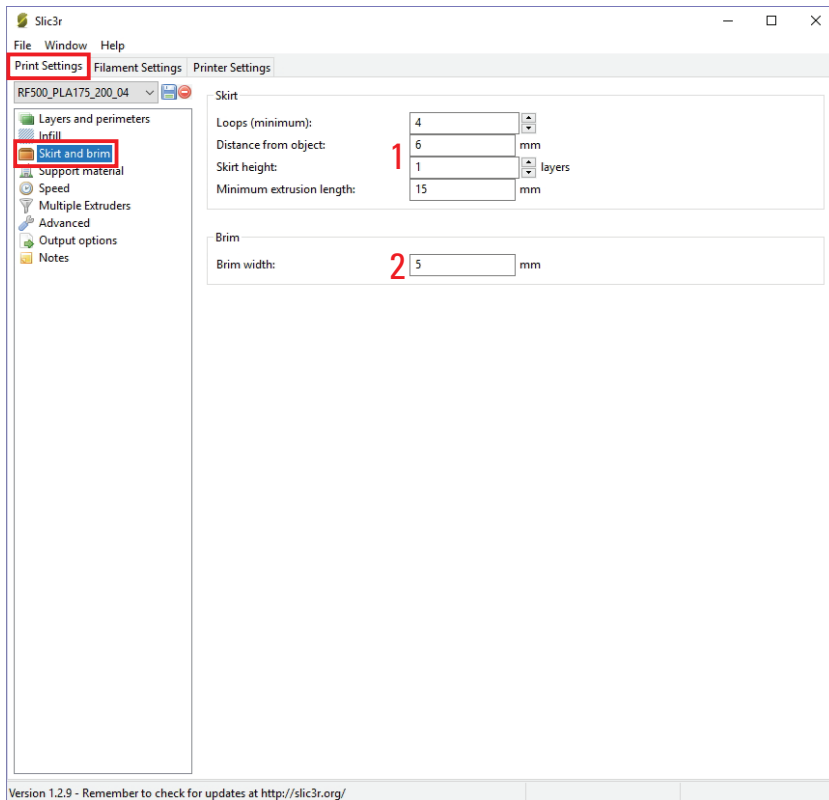 Slic3r
File Window Help
Print Settings Filament Settings Printer Settings
RF500_PLA175_200_04
Layers and perimeters
Infill
Skirt and brim
Support material
Speed
Multiple Extruders
Advanced
Output options
Notes
Skirt
Loops (minimum): 4
Distance from object: 6 mm
1
Skirt height: 1 layers
Minimum extrusion length: 15 mm
Brim
Brim width: 2 5 mm
Version 1.2.9 - Remember to check for updates at http://slic3r.org/